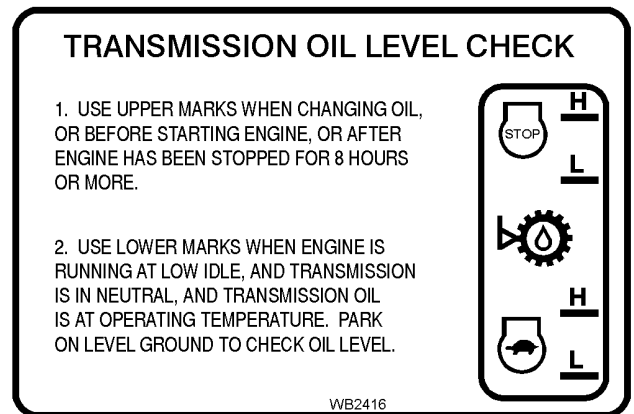 TRANSMISSION OIL LEVEL CHECK
1. USE UPPER MARKS WHEN CHANGING OIL,
OR BEFORE STARTING ENGINE, OR AFTER
ENGINE HAS BEEN STOPPED FOR 8 HOURS
OR MORE.
2. USE LOWER MARKS WHEN ENGINE IS
RUNNING AT LOW IDLE, AND TRANSMISSION
IS IN NEUTRAL, AND TRANSMISSION OIL
IS AT OPERATING TEMPERATURE. PARK
ON LEVEL GROUND TO CHECK OIL LEVEL.
H
STOP
L
H
L
WB2416